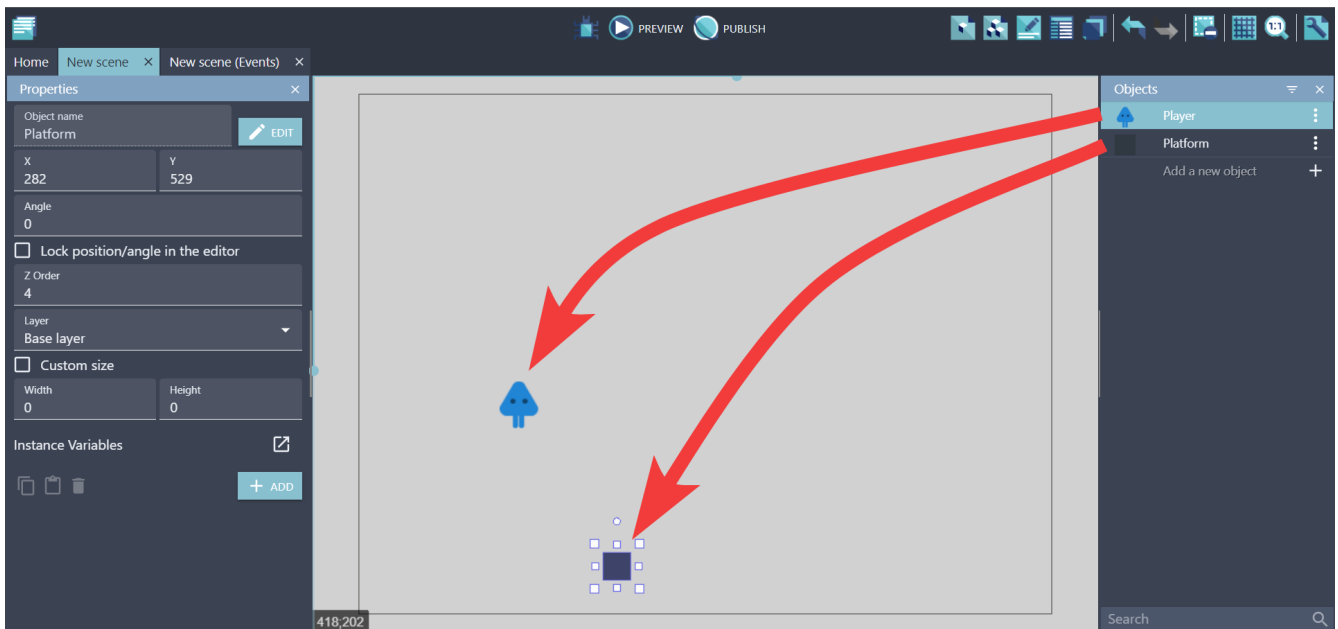 PREVIEW PUBLISH
1:1
Home New scene × New scene (Events) ×
Properties ×
Object name
Platform
EDIT
X Y
282 529
Angle
0
Lock position/angle in the editor
Z Order
4
Layer
Base layer
Custom size
Width Height
0 0
Instance Variables
+ ADD
418;202
Objects ×
Player
Platform
Add a new object +
Search